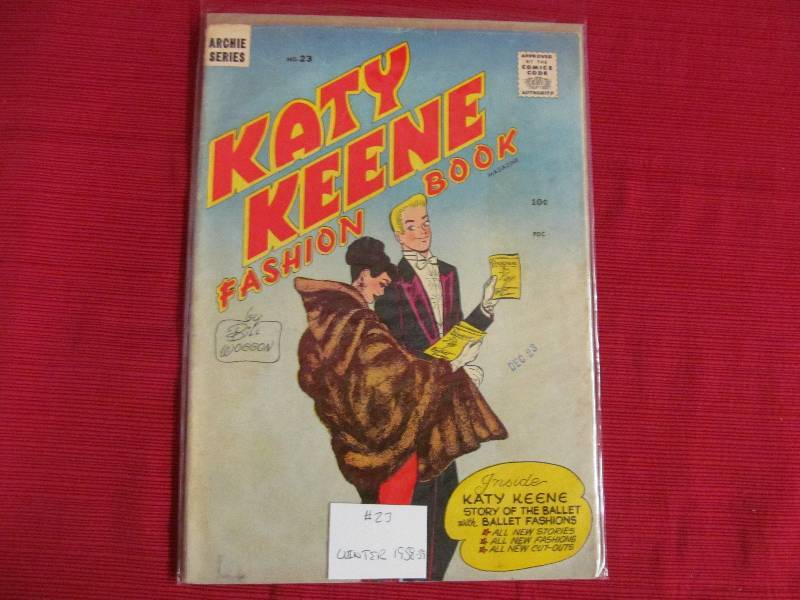 ARCHIE
SERIES
NO. 23
APPROVED
BY THE
COMICS
CODE
AUTHORITY
KATY
KEENE
FASHION BOOK
MAGAZINE
10¢
PDC
by
Bill
WOGGON
DEC 23
Inside
KATY KEENE
STORY OF THE BALLET
with BALLET FASHIONS
ALL NEW STORIES
ALL NEW FASHIONS
ALL NEW CUT-OUTS
#23
WINTER 1958-59